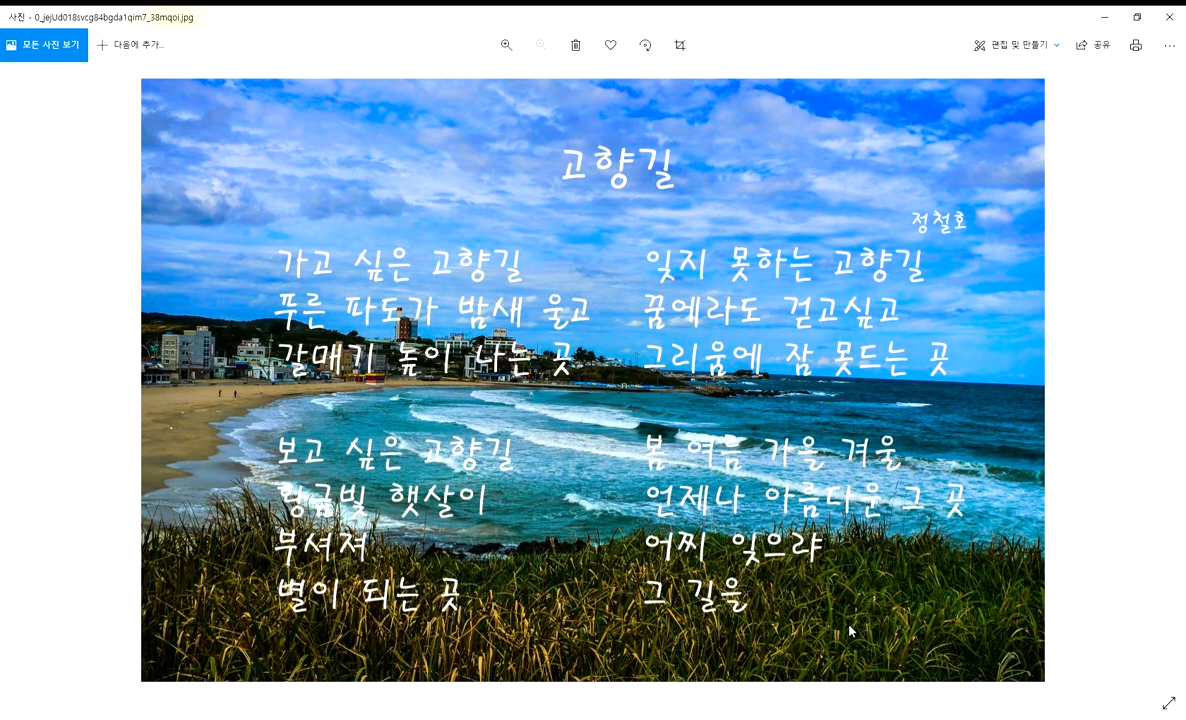 사진 - 0_jejUd018svcg84bgda1qim7_38mqoi.jpg
모든 사진 보기
다음에 추가...
편집 및 만들기
공유
고향길
정철호
가고 싶은 고향길
푸른 파도가 밤새 울고
갈매기 높이 나는 곳
보고 싶은 고향길
황금빛 햇살이
부셔져
별이 되는 곳
잊지 못하는 고향길
꿈에라도 걷고싶고
그리움에 잠 못드는 곳
봄 여름 가을 겨울
언제나 아름다운 그 곳
어찌 잊으랴
그 길을